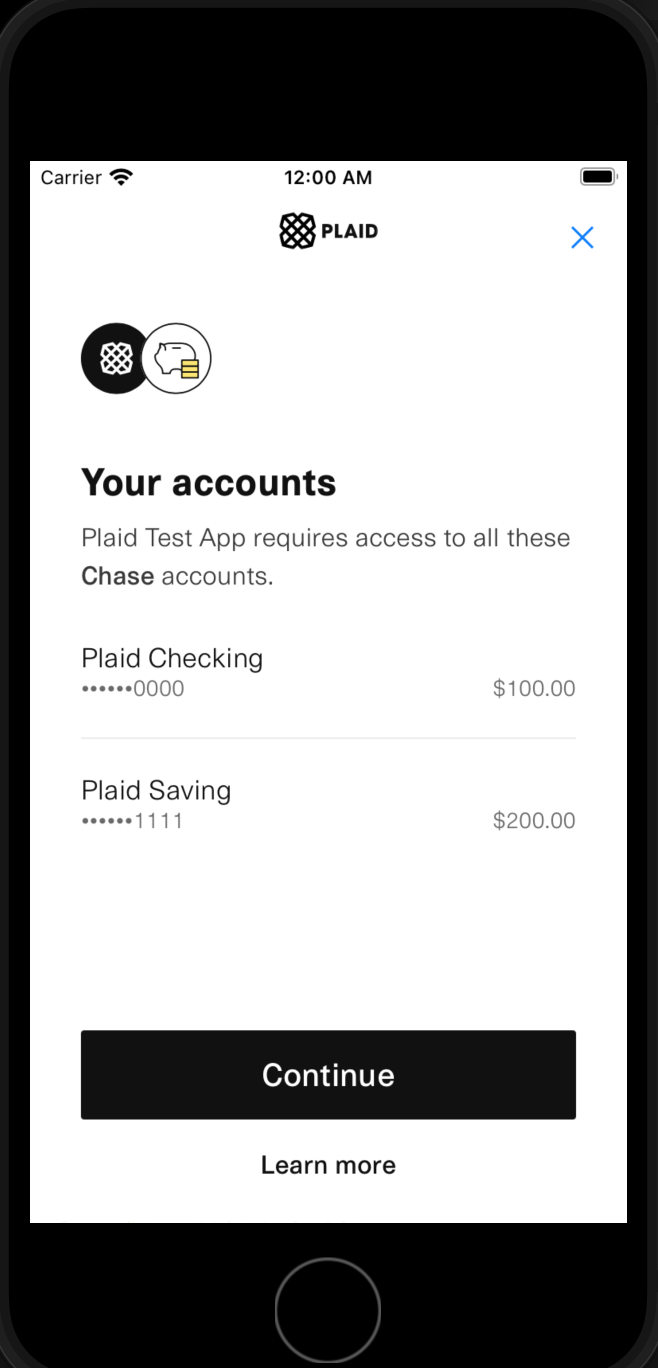 Carrier 12:00 AM
PLAID
Your accounts
Plaid Test App requires access to all these
Chase accounts.
Plaid Checking
••••••0000 $100.00
Plaid Saving
••••••1111 $200.00
Continue
Learn more